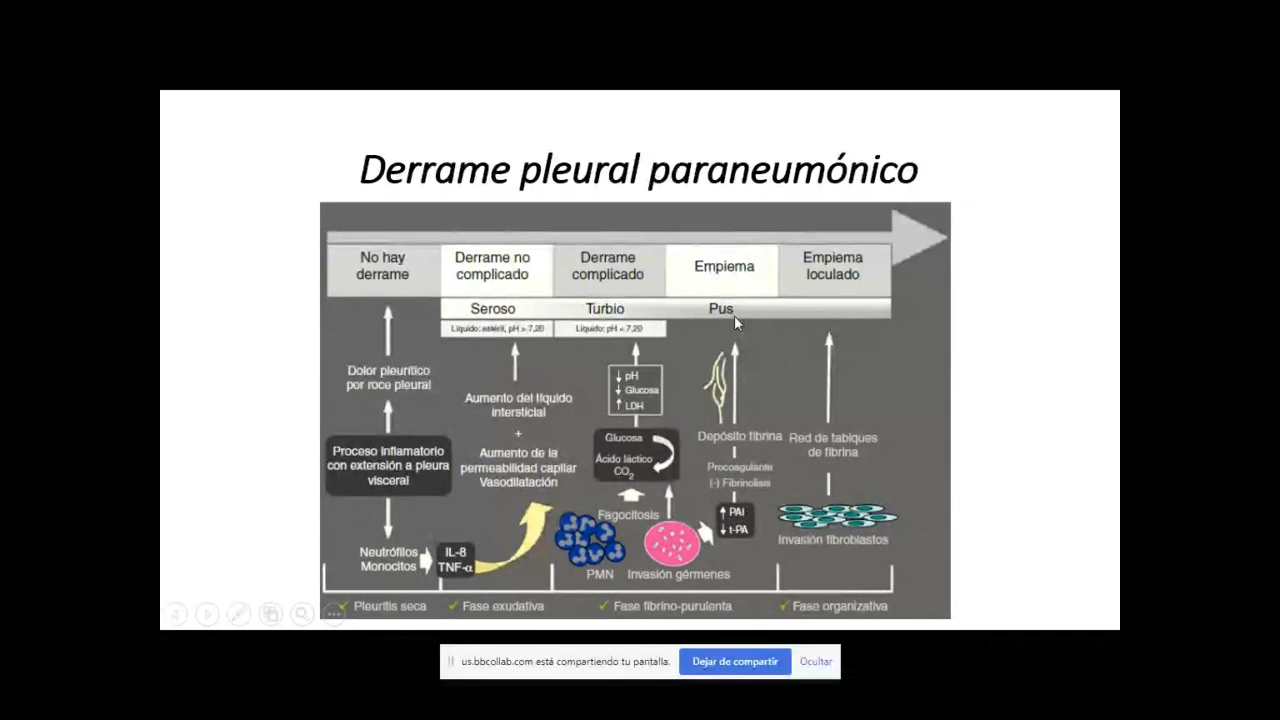 Derrame pleural paraneumónico
No hay
derrame
Derrame no
complicado
Derrame
complicado
Empiema
Empiema
loculado
Seroso
Turbio
Pus
Líquido: estéril, pH > 7,20
Líquido: pH < 7,20
Dolor pleurítico
por roce pleural
Proceso inflamatorio
con extensión a pleura
visceral
Neutrófilos
Monocitos
IL-8
TNF-α
Aumento del líquido
intersticial
+
Aumento de la
permeabilidad capilar
Vasodilatación
↓ pH
↓ Glucosa
↑ LDH
Glucosa
Ácido láctico
CO2
Fagocitosis
PMN
Invasión gérmenes
Depósito fibrina
Procoagulante
(-) Fibrinolisis
↑ PAI
↓ t-PA
Red de tabiques
de fibrina
Invasión fibroblastos
✓ Pleuritis seca
✓ Fase exudativa
✓ Fase fibrino-purulenta
✓ Fase organizativa
us.bbcollab.com está compartiendo tu pantalla.
Dejar de compartir
Ocultar